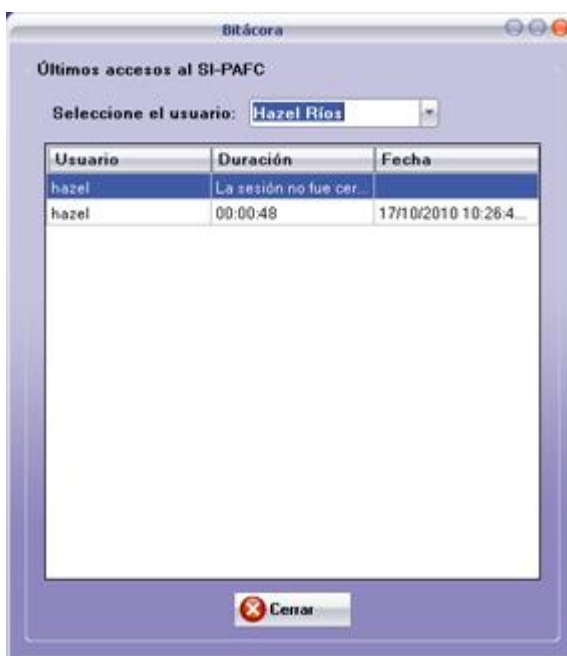 Bitácora
Últimos accesos al SI-PAFC
Seleccione el usuario: Hazel Ríos
Usuario Duración Fecha
hazel La sesión no fue cer...
hazel 00:00:48 17/10/2010 10:26:4...
Cerrar